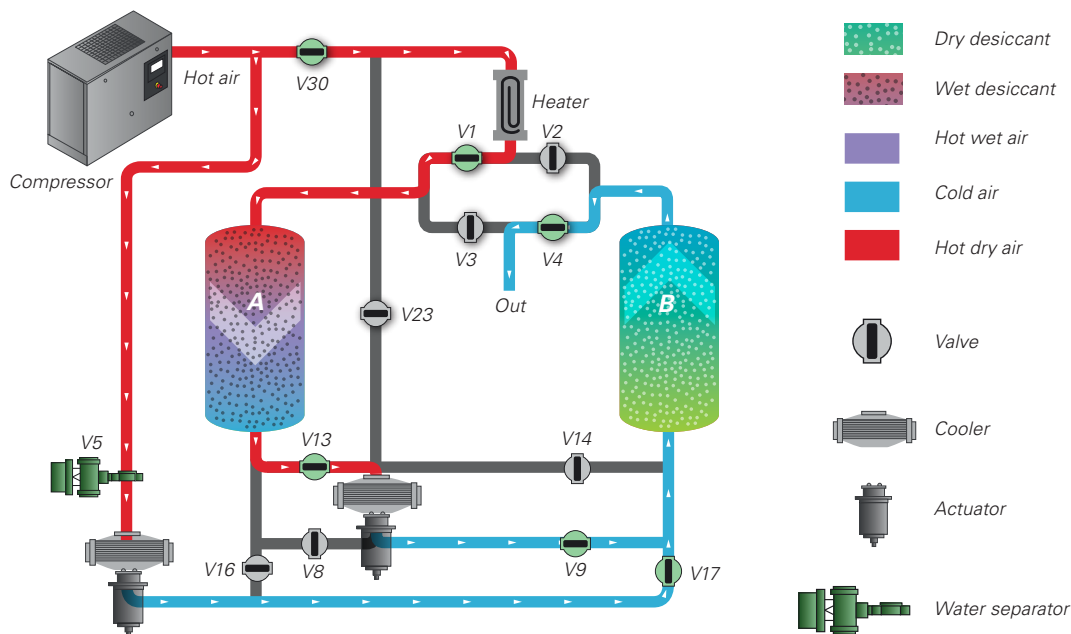 Hot air
V30
Compressor
Heater
V1
V2
V3
V4
Out
A
B
V23
V5
V13
V14
V16
V8
V9
V17
Dry desiccant
Wet desiccant
Hot wet air
Cold air
Hot dry air
Valve
Cooler
Actuator
Water separator